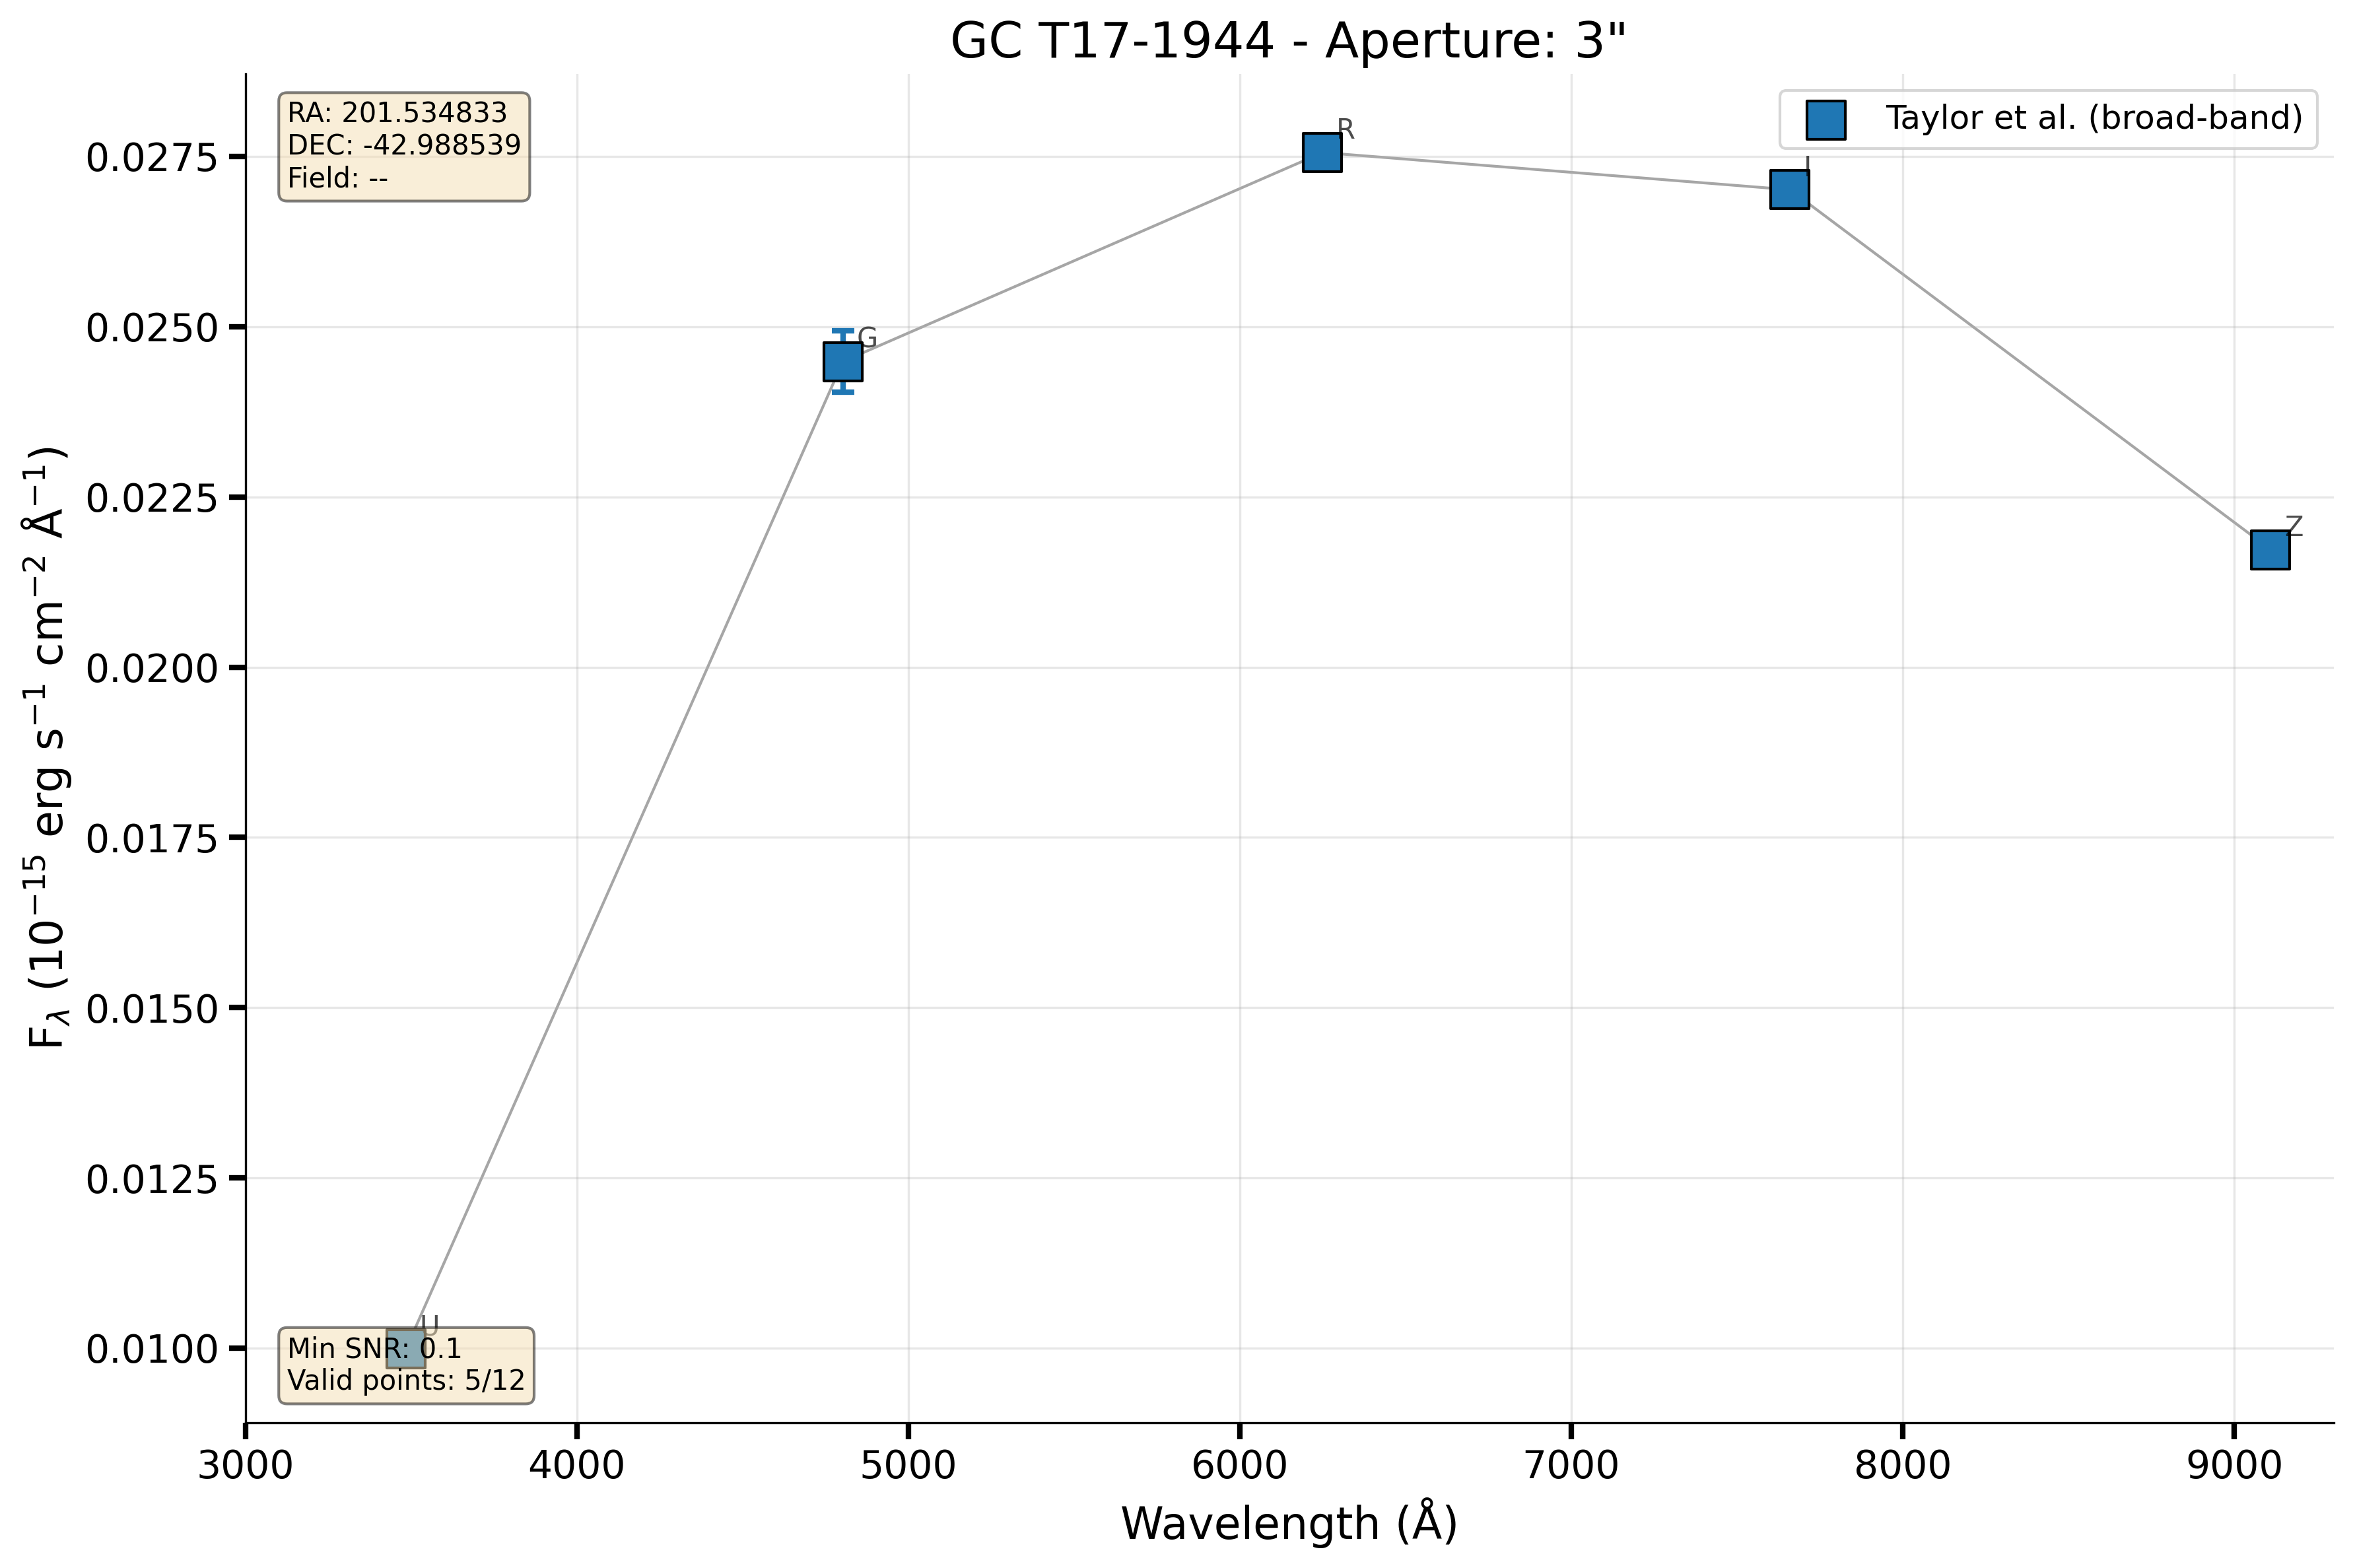 GC T17-1944 - Aperture: 3"
RA: 201.534833
DEC: -42.988539
Field: --
Taylor et al. (broad-band)
R
I
G
Z
U
Min SNR: 0.1
Valid points: 5/12
F_λ (10^−15 erg s^−1 cm^−2 Å^−1)
0.0275
0.0250
0.0225
0.0200
0.0175
0.0150
0.0125
0.0100
3000 4000 5000 6000 7000 8000 9000
Wavelength (Å)